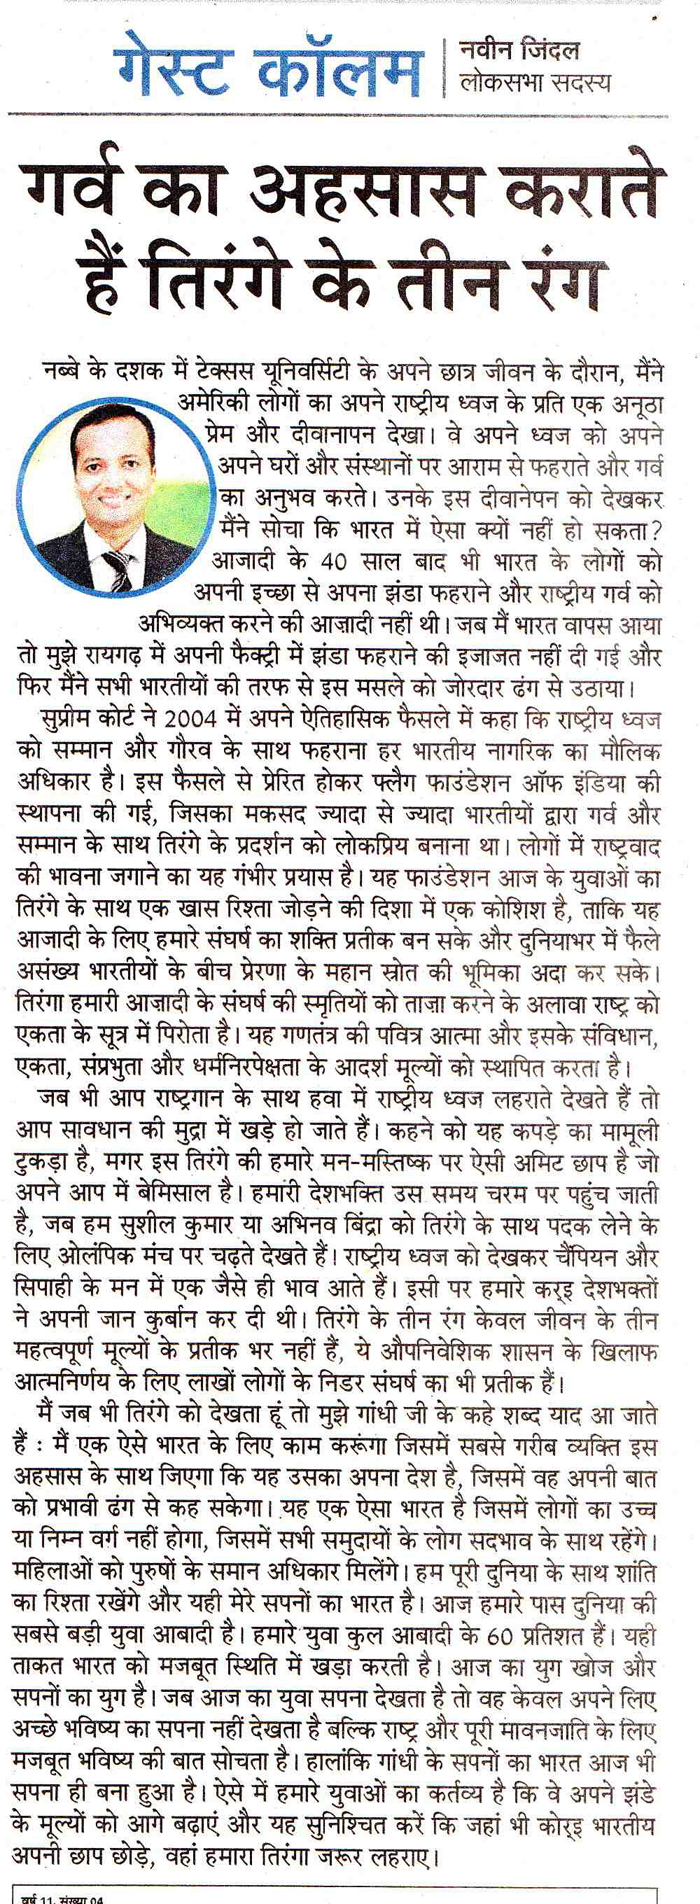 गेस्ट कॉलम
नवीन जिंदल
लोकसभा सदस्य
गर्व का अहसास कराते
हैं तिरंगे के तीन रंग
नब्बे के दशक में टेक्सस यूनिवर्सिटी के अपने छात्र जीवन के दौरान, मैंने
अमेरिकी लोगों का अपने राष्ट्रीय ध्वज के प्रति एक अनूठा
प्रेम और दीवानापन देखा। वे अपने ध्वज को अपने
अपने घरों और संस्थानों पर आराम से फहराते और गर्व
का अनुभव करते। उनके इस दीवानेपन को देखकर
मैंने सोचा कि भारत में ऐसा क्यों नहीं हो सकता?
आजादी के 40 साल बाद भी भारत के लोगों को
अपनी इच्छा से अपना झंडा फहराने और राष्ट्रीय गर्व को
अभिव्यक्त करने की आज़ादी नहीं थी। जब मैं भारत वापस आया
तो मुझे रायगढ़ में अपनी फैक्ट्री में झंडा फहराने की इजाजत नहीं दी गई और
फिर मैंने सभी भारतीयों की तरफ से इस मसले को जोरदार ढंग से उठाया।
सुप्रीम कोर्ट ने 2004 में अपने ऐतिहासिक फैसले में कहा कि राष्ट्रीय ध्वज
को सम्मान और गौरव के साथ फहराना हर भारतीय नागरिक का मौलिक
अधिकार है। इस फैसले से प्रेरित होकर फ्लैग फाउंडेशन ऑफ इंडिया की
स्थापना की गई, जिसका मकसद ज्यादा से ज्यादा भारतीयों द्वारा गर्व और
सम्मान के साथ तिरंगे के प्रदर्शन को लोकप्रिय बनाना था। लोगों में राष्ट्रवाद
की भावना जगाने का यह गंभीर प्रयास है। यह फाउंडेशन आज के युवाओं का
तिरंगे के साथ एक खास रिश्ता जोड़ने की दिशा में एक कोशिश है, ताकि यह
आजादी के लिए हमारे संघर्ष का शक्ति प्रतीक बन सके और दुनियाभर में फैले
असंख्य भारतीयों के बीच प्रेरणा के महान स्रोत की भूमिका अदा कर सके।
तिरंगा हमारी आजादी के संघर्ष की स्मृतियों को ताजा करने के अलावा राष्ट्र को
एकता के सूत्र में पिरोता है। यह गणतंत्र की पवित्र आत्मा और इसके संविधान,
एकता, संप्रभुता और धर्मनिरपेक्षता के आदर्श मूल्यों को स्थापित करता है।
जब भी आप राष्ट्रगान के साथ हवा में राष्ट्रीय ध्वज लहराते देखते हैं तो
आप सावधान की मुद्रा में खड़े हो जाते हैं। कहने को यह कपड़े का मामूली
टुकड़ा है, मगर इस तिरंगे की हमारे मन-मस्तिष्क पर ऐसी अमिट छाप है जो
अपने आप में बेमिसाल है। हमारी देशभक्ति उस समय चरम पर पहुंच जाती
है, जब हम सुशील कुमार या अभिनव बिंद्रा को तिरंगे के साथ पदक लेने के
लिए ओलंपिक मंच पर चढ़ते देखते हैं। राष्ट्रीय ध्वज को देखकर चैंपियन और
सिपाही के मन में एक जैसे ही भाव आते हैं। इसी पर हमारे कर्इ देशभक्तों
ने अपनी जान कुर्बान कर दी थी। तिरंगे के तीन रंग केवल जीवन के तीन
महत्वपूर्ण मूल्यों के प्रतीक भर नहीं हैं, ये औपनिवेशिक शासन के खिलाफ
आत्मनिर्णय के लिए लाखों लोगों के निडर संघर्ष का भी प्रतीक हैं।
मैं जब भी तिरंगे को देखता हूं तो मुझे गांधी जी के कहे शब्द याद आ जाते
हैं : मैं एक ऐसे भारत के लिए काम करूंगा जिसमें सबसे गरीब व्यक्ति इस
अहसास के साथ जिएगा कि यह उसका अपना देश है, जिसमें वह अपनी बात
को प्रभावी ढंग से कह सकेगा। यह एक ऐसा भारत है जिसमें लोगों का उच्च
या निम्न वर्ग नहीं होगा, जिसमें सभी समुदायों के लोग सदभाव के साथ रहेंगे।
महिलाओं को पुरुषों के समान अधिकार मिलेंगे। हम पूरी दुनिया के साथ शांति
का रिश्ता रखेंगे और यही मेरे सपनों का भारत है। आज हमारे पास दुनिया की
सबसे बड़ी युवा आबादी है। हमारे युवा कुल आबादी के 60 प्रतिशत हैं। यही
ताकत भारत को मजबूत स्थिति में खड़ा करती है। आज का युग खोज और
सपनों का युग है। जब आज का युवा सपना देखता है तो वह केवल अपने लिए
अच्छे भविष्य का सपना नहीं देखता है बल्कि राष्ट्र और पूरी मावनजाति के लिए
मजबूत भविष्य की बात सोचता है। हालांकि गांधी के सपनों का भारत आज भी
सपना ही बना हुआ है। ऐसे में हमारे युवाओं का कर्तव्य है कि वे अपने झंडे
के मूल्यों को आगे बढ़ाएं और यह सुनिश्चित करें कि जहां भी कोर्इ भारतीय
अपनी छाप छोड़े, वहां हमारा तिरंगा जरूर लहराए।
वर्ष 11, संख्या 04